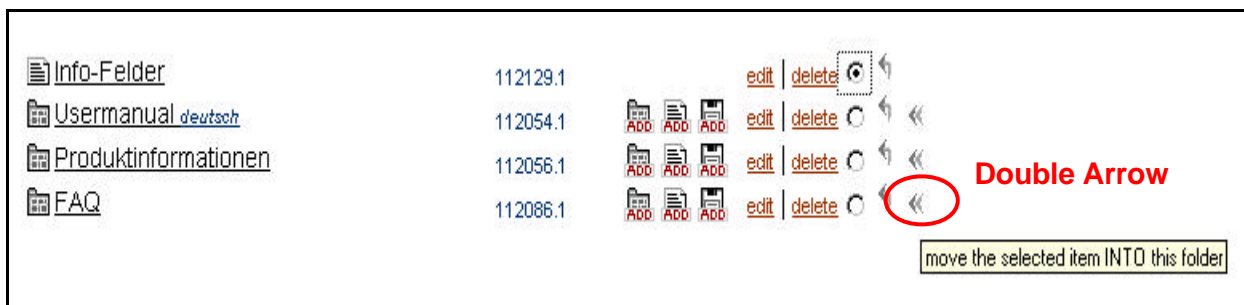 Info-Felder 112129.1 edit | delete
Usermanual deutsch 112054.1 ADD ADD ADD edit | delete
Produktinformationen 112056.1 ADD ADD ADD edit | delete
Double Arrow
FAQ 112086.1 ADD ADD ADD edit | delete
move the selected item INTO this folder